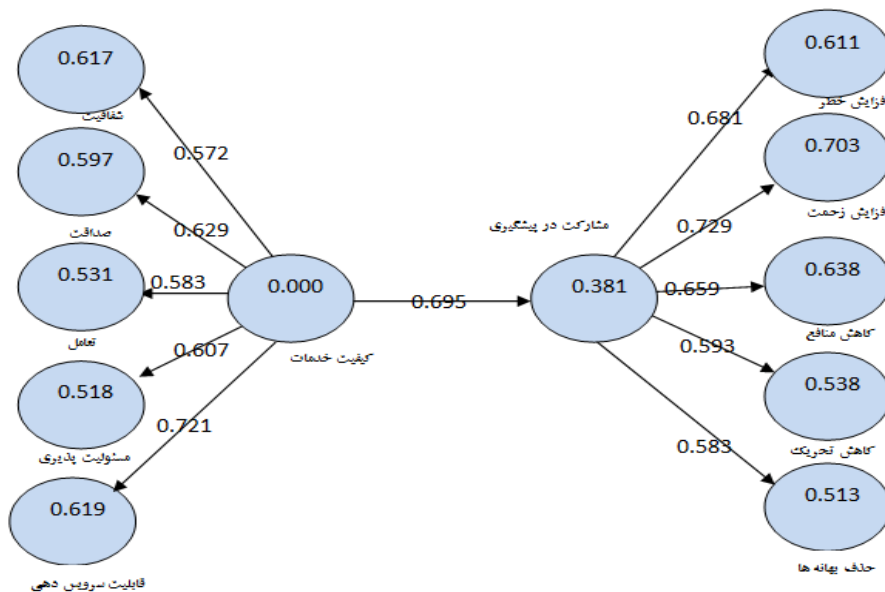 0.617
شفافیت
0.572
0.597
صداقت
0.629
0.531
تعامل
0.583
0.518
مسئولیت پذیری
0.607
0.619
قابلیت سرویس دهی
0.721
0.000
کیفیت خدمات
0.695
مشارکت در پیشگیری
0.381
0.611
فزایش خطر
0.681
0.703
فزایش زحمت
0.729
0.638
کاهش منافع
0.659
0.538
کاهش تحریک
0.593
0.513
حذف بهانه ها
0.583